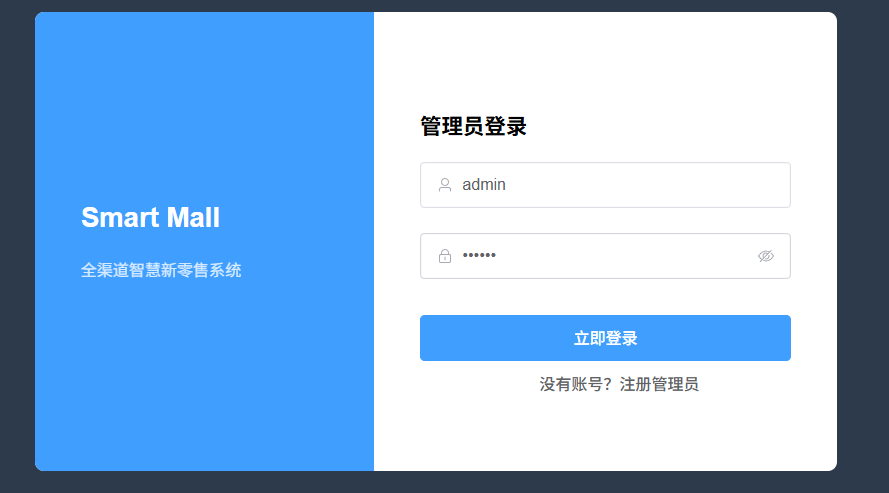 Smart Mall
全渠道智慧新零售系统
管理员登录
admin
••••••
立即登录
没有账号？注册管理员